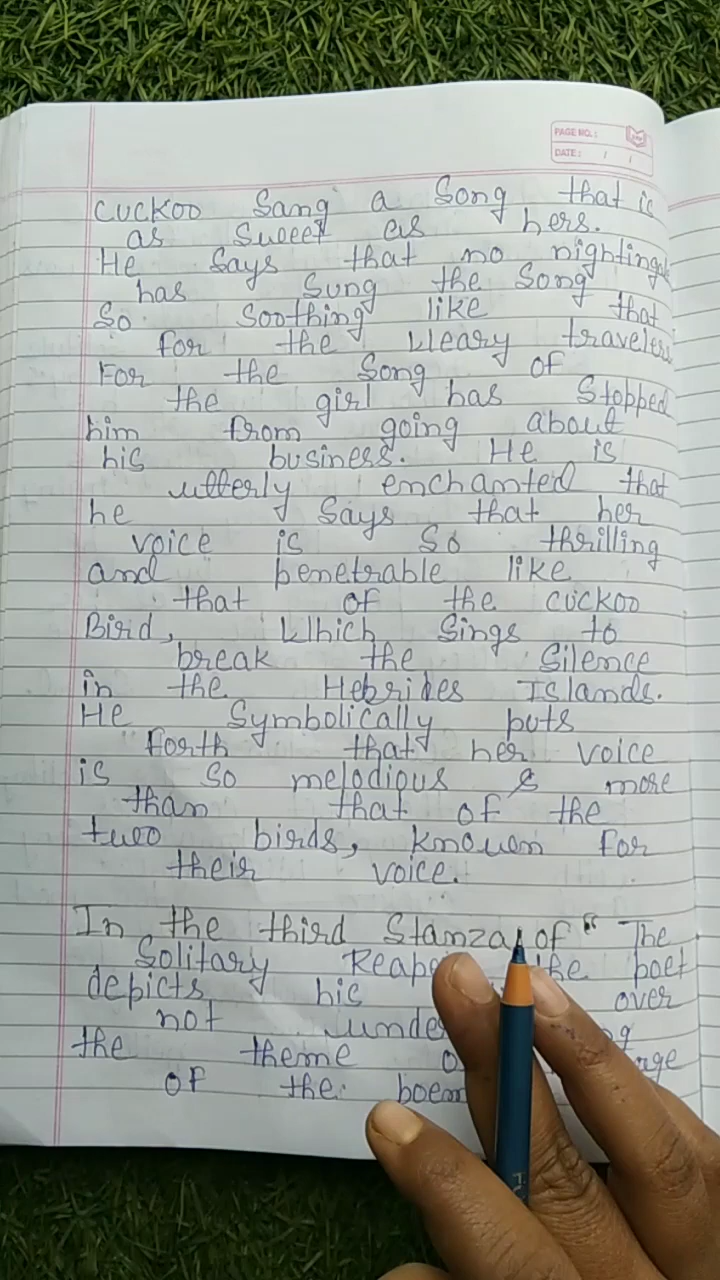 PAGE NO. :
DATE : / /
cuckoo Sang a Song that is
as Sweet as hers.
He Says that no nightingale
has Sung the Song
So Soothing like that
for the weary travelers
For the Song of
the girl has Stopped
him from going about
his business. He is
utterly enchanted that
he Says that her
voice is So thrilling
and penetrable like
that of the cuckoo
Bird, Which Sings to
break the Silence
in the Hebrides Islands.
He Symbolically puts
forth that her voice
is so melodious & more
than that of the
two birds, known for
their voice.
In the third Stanza of "The
Solitary the poet
depicts his over
not
the theme
of the